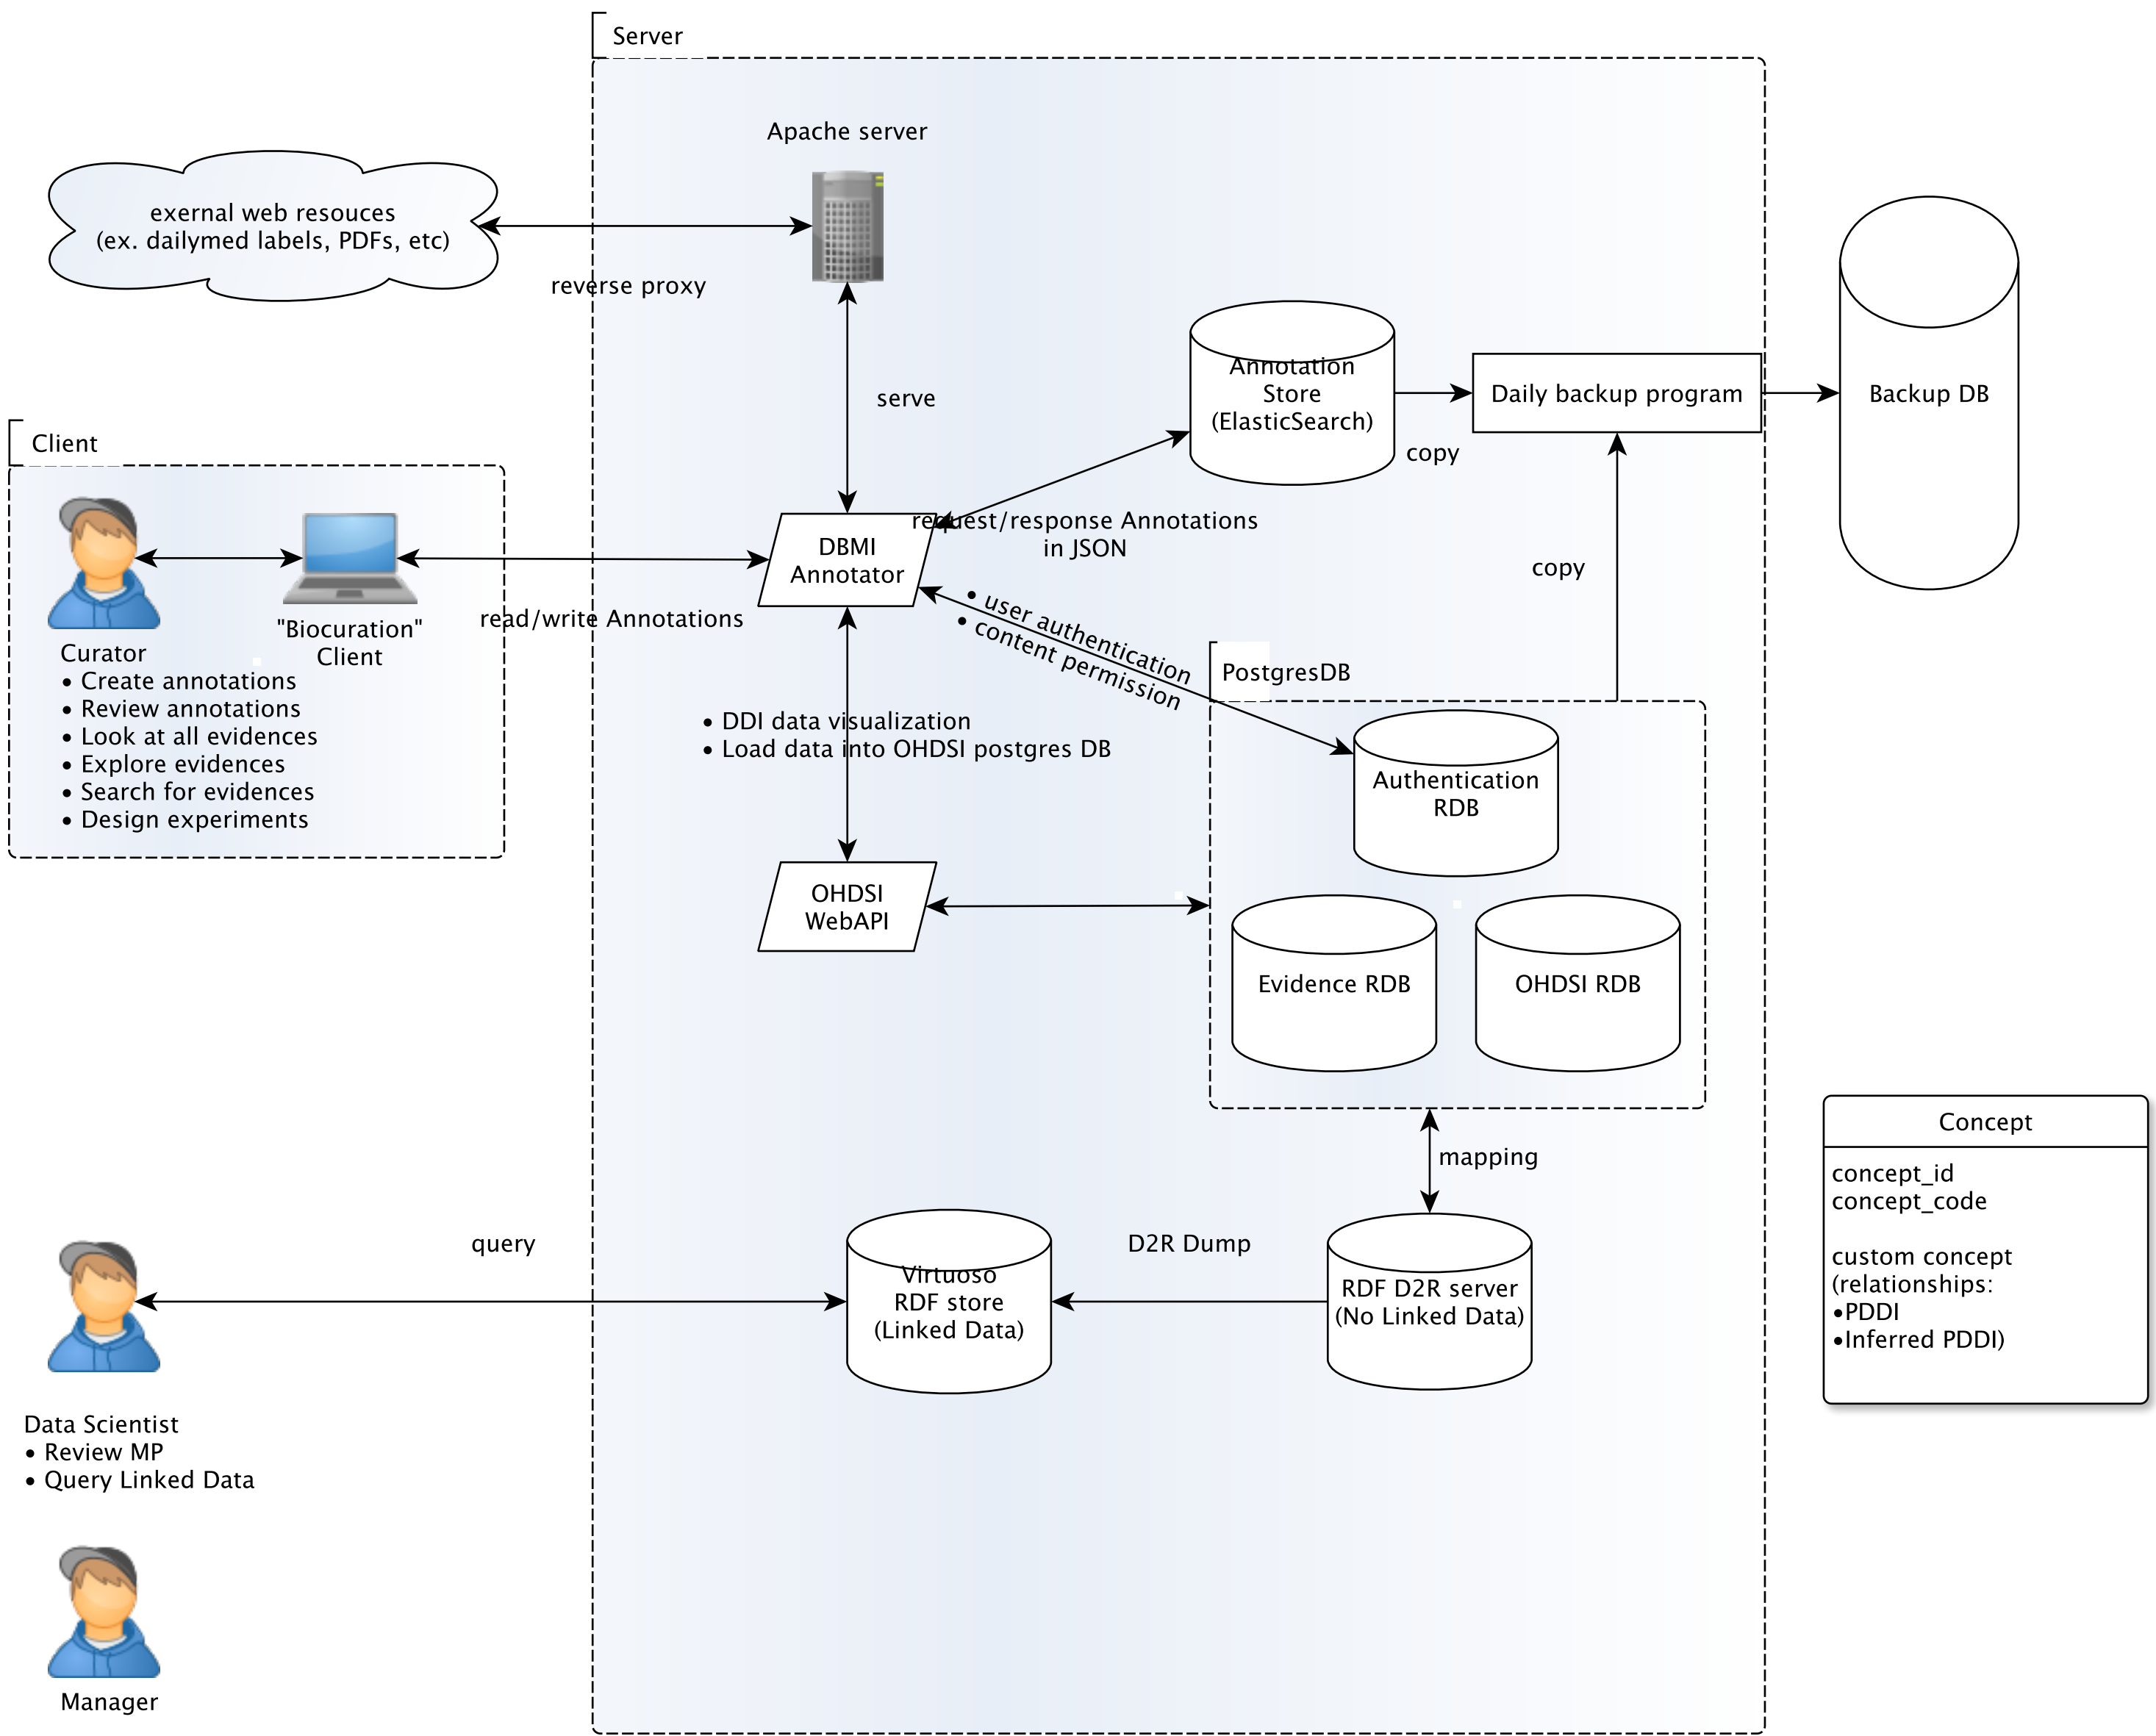 Server
Apache server
exernal web resouces
(ex. dailymed labels, PDFs, etc)
reverse proxy
serve
Annotation
Store
(ElasticSearch)
copy
Daily backup program
Backup DB
Client
"Biocuration"
Client
Curator
• Create annotations
• Review annotations
• Look at all evidences
• Explore evidences
• Search for evidences
• Design experiments
read/write Annotations
DBMI
Annotator
request/response Annotations
in JSON
• user authentication
• content permission
copy
PostgresDB
• DDI data visualization
• Load data into OHDSI postgres DB
Authentication
RDB
OHDSI
WebAPI
Evidence RDB
OHDSI RDB
mapping
Concept
concept_id
concept_code
custom concept
(relationships:
•PDDI
•Inferred PDDI)
query
Virtuoso
RDF store
(Linked Data)
D2R Dump
RDF D2R server
(No Linked Data)
Data Scientist
• Review MP
• Query Linked Data
Manager